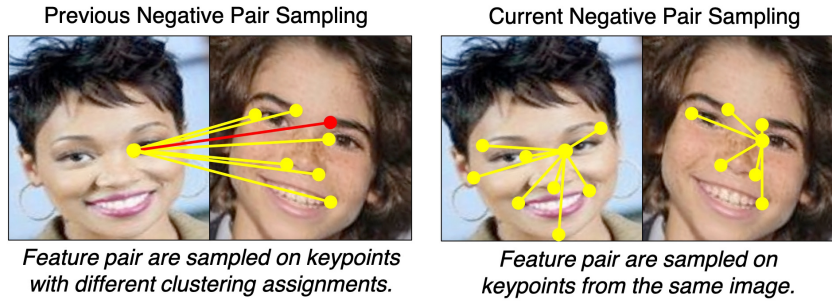 Previous Negative Pair Sampling
Current Negative Pair Sampling
Feature pair are sampled on keypoints
with different clustering assignments.
Feature pair are sampled on
keypoints from the same image.